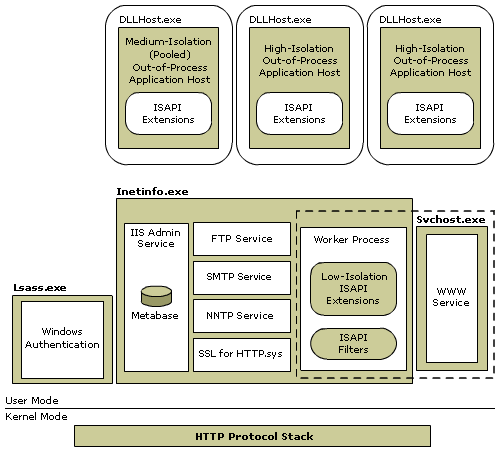 DLLHost.exe
Medium-Isolation
(Pooled)
Out-of-Process
Application Host
ISAPI
Extensions
DLLHost.exe
High-Isolation
Out-of-Process
Application Host
ISAPI
Extensions
DLLHost.exe
High-Isolation
Out-of-Process
Application Host
ISAPI
Extensions
Inetinfo.exe
IIS Admin
Service
Metabase
FTP Service
SMTP Service
NNTP Service
SSL for HTTP.sys
Worker Process
Low-Isolation
ISAPI
Extensions
ISAPI
Filters
Svchost.exe
WWW
Service
Lsass.exe
Windows
Authentication
User Mode
Kernel Mode
HTTP Protocol Stack